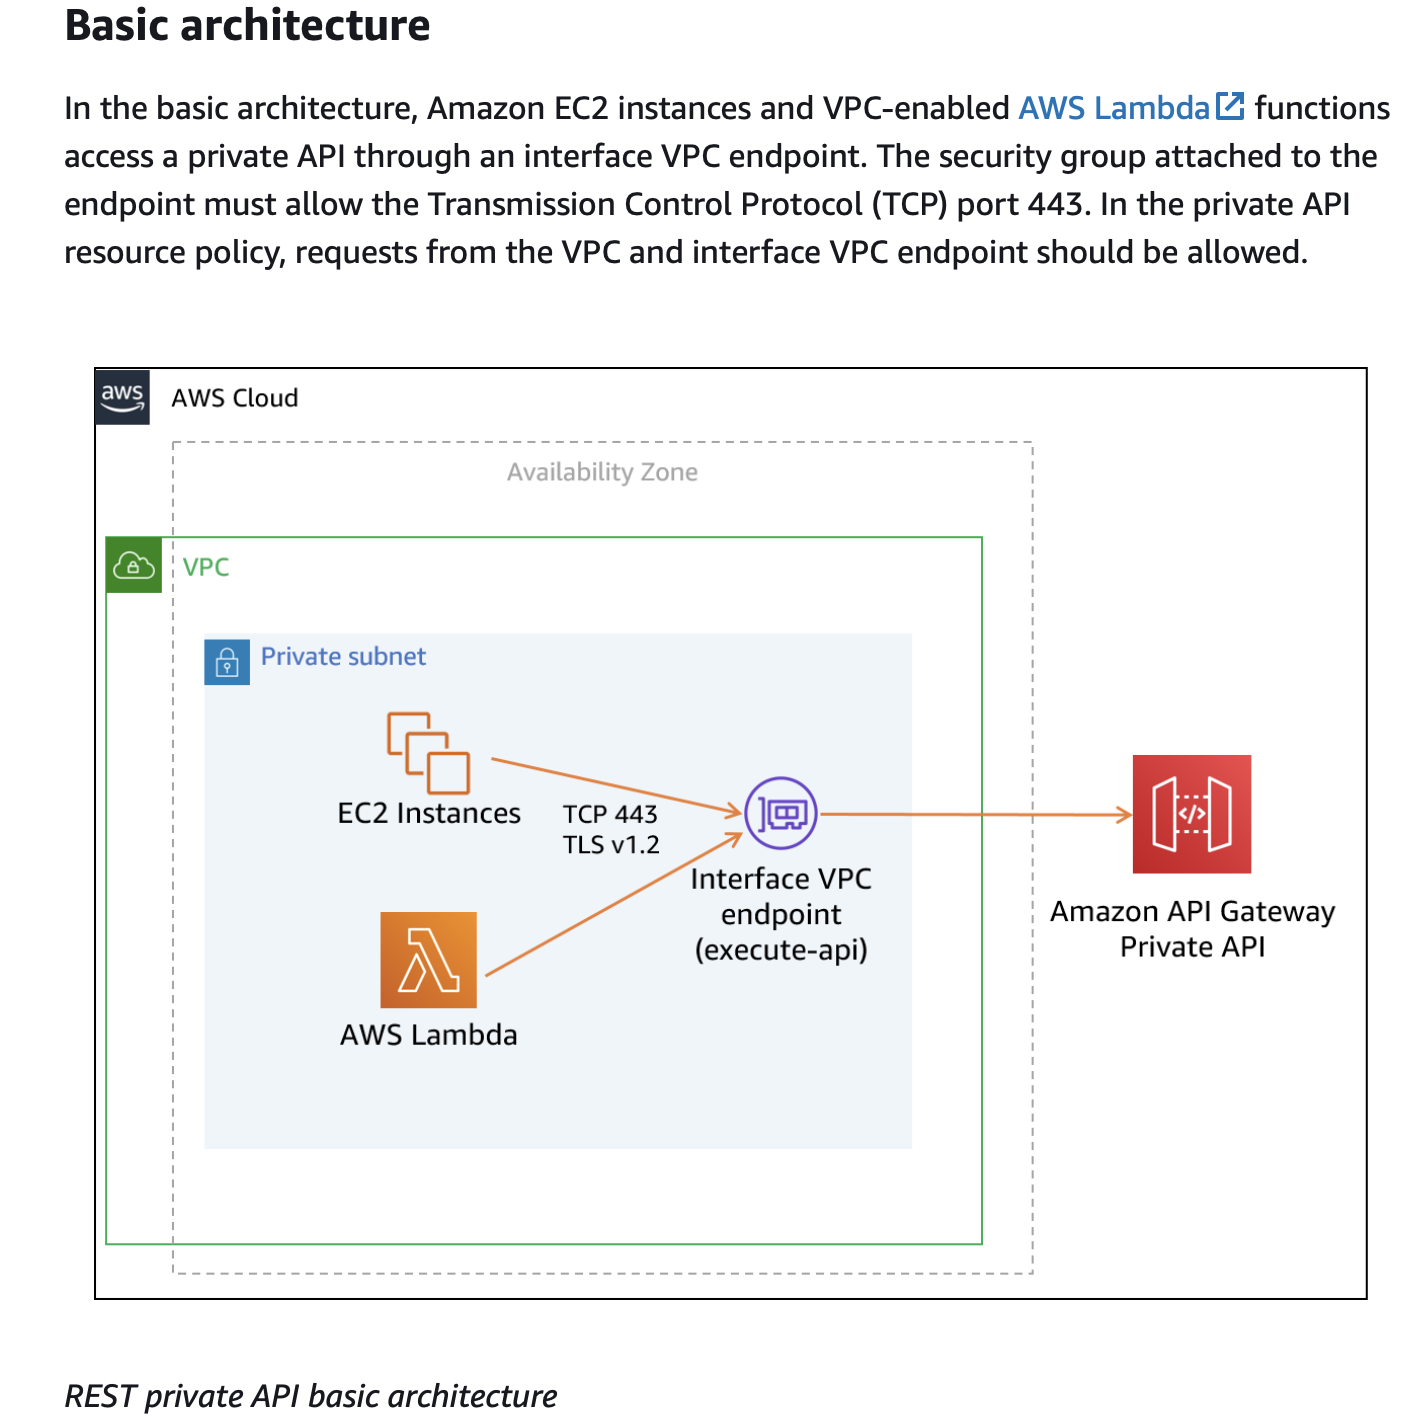 Basic architecture
In the basic architecture, Amazon EC2 instances and VPC-enabled AWS Lambda functions
access a private API through an interface VPC endpoint. The security group attached to the
endpoint must allow the Transmission Control Protocol (TCP) port 443. In the private API
resource policy, requests from the VPC and interface VPC endpoint should be allowed.
aws
AWS Cloud
Availability Zone
VPC
Private subnet
EC2 Instances
TCP 443
TLS v1.2
Interface VPC
endpoint
(execute-api)
AWS Lambda
</>
Amazon API Gateway
Private API
REST private API basic architecture